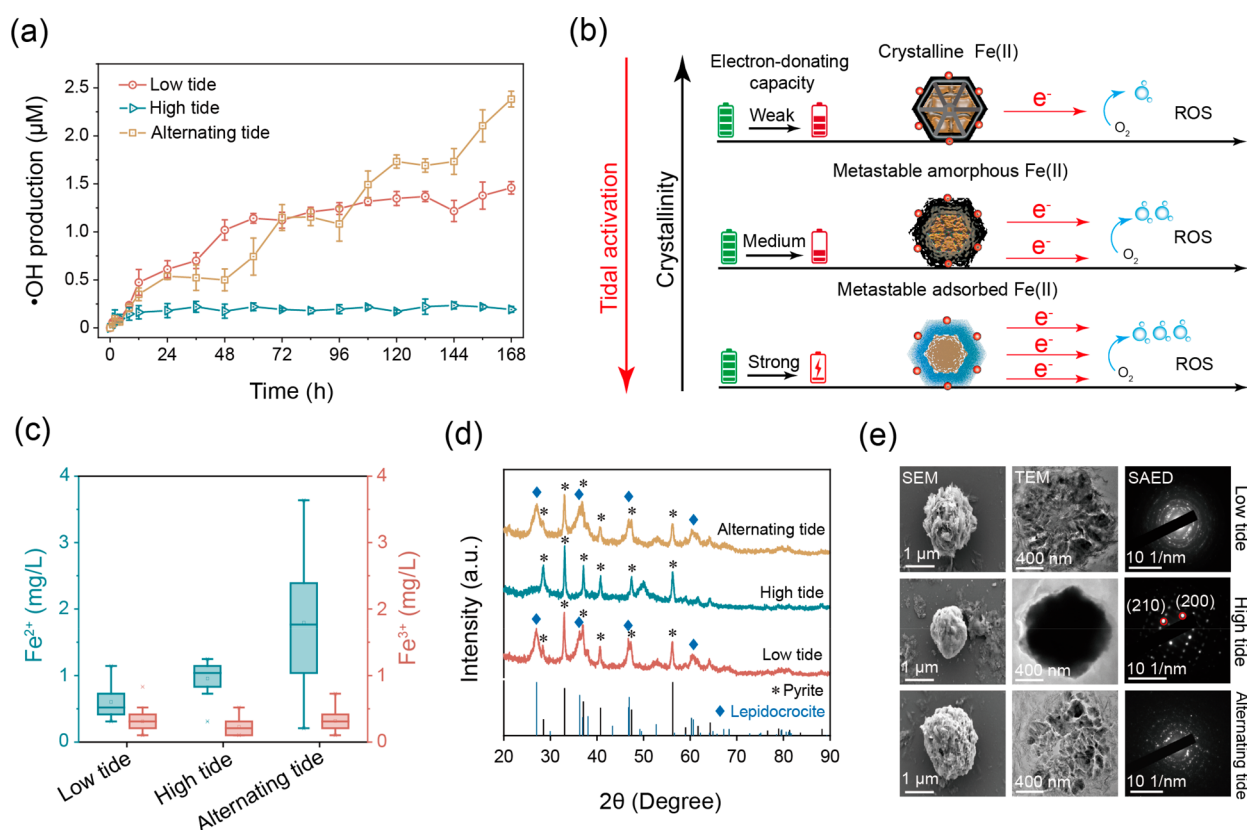 (a)
Low tide
High tide
Alternating tide
2.5
2.0
1.5
1.0
0.5
0
•OH production (μM)
0 24 48 72 96 120 144 168
Time (h)
(b)
Tidal activation
Crystallinity
Electron-donating
capacity
Crystalline Fe(II)
Weak
e-
O2
ROS
Metastable amorphous Fe(II)
Medium
e-
e-
O2
ROS
Metastable adsorbed Fe(II)
Strong
e-
e-
e-
O2
ROS
(c)
4
3
2
1
0
Fe2+ (mg/L)
4
3
2
1
0
Fe3+ (mg/L)
Low tide
High tide
Alternating tide
(d)
Intensity (a.u.)
Alternating tide
High tide
Low tide
* Pyrite
◆ Lepidocrocite
20 30 40 50 60 70 80 90
2θ (Degree)
(e)
SEM TEM SAED
1 μm 400 nm 10 1/nm
Low tide
(210) (200)
1 μm 400 nm 10 1/nm
High tide
1 μm 400 nm 10 1/nm
Alternating tide